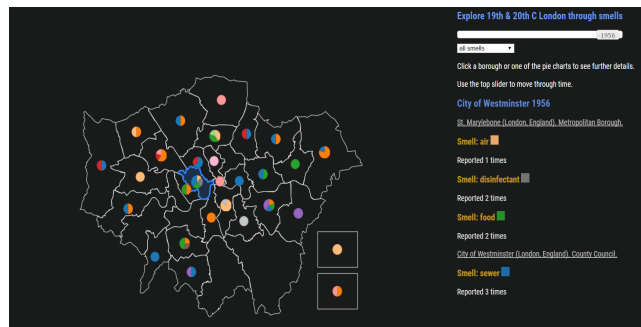 Explore 19th & 20th C London through smells
1956
all smells
Click a borough or one of the pie charts to see further details.
Use the top slider to move through time.
City of Westminster 1956
St. Marylebone (London, England). Metropolitan Borough.
Smell: air
Reported 1 times
Smell: disinfectant
Reported 2 times
Smell: food
Reported 2 times
City of Westminster (London, England). County Council.
Smell: sewer
Reported 3 times